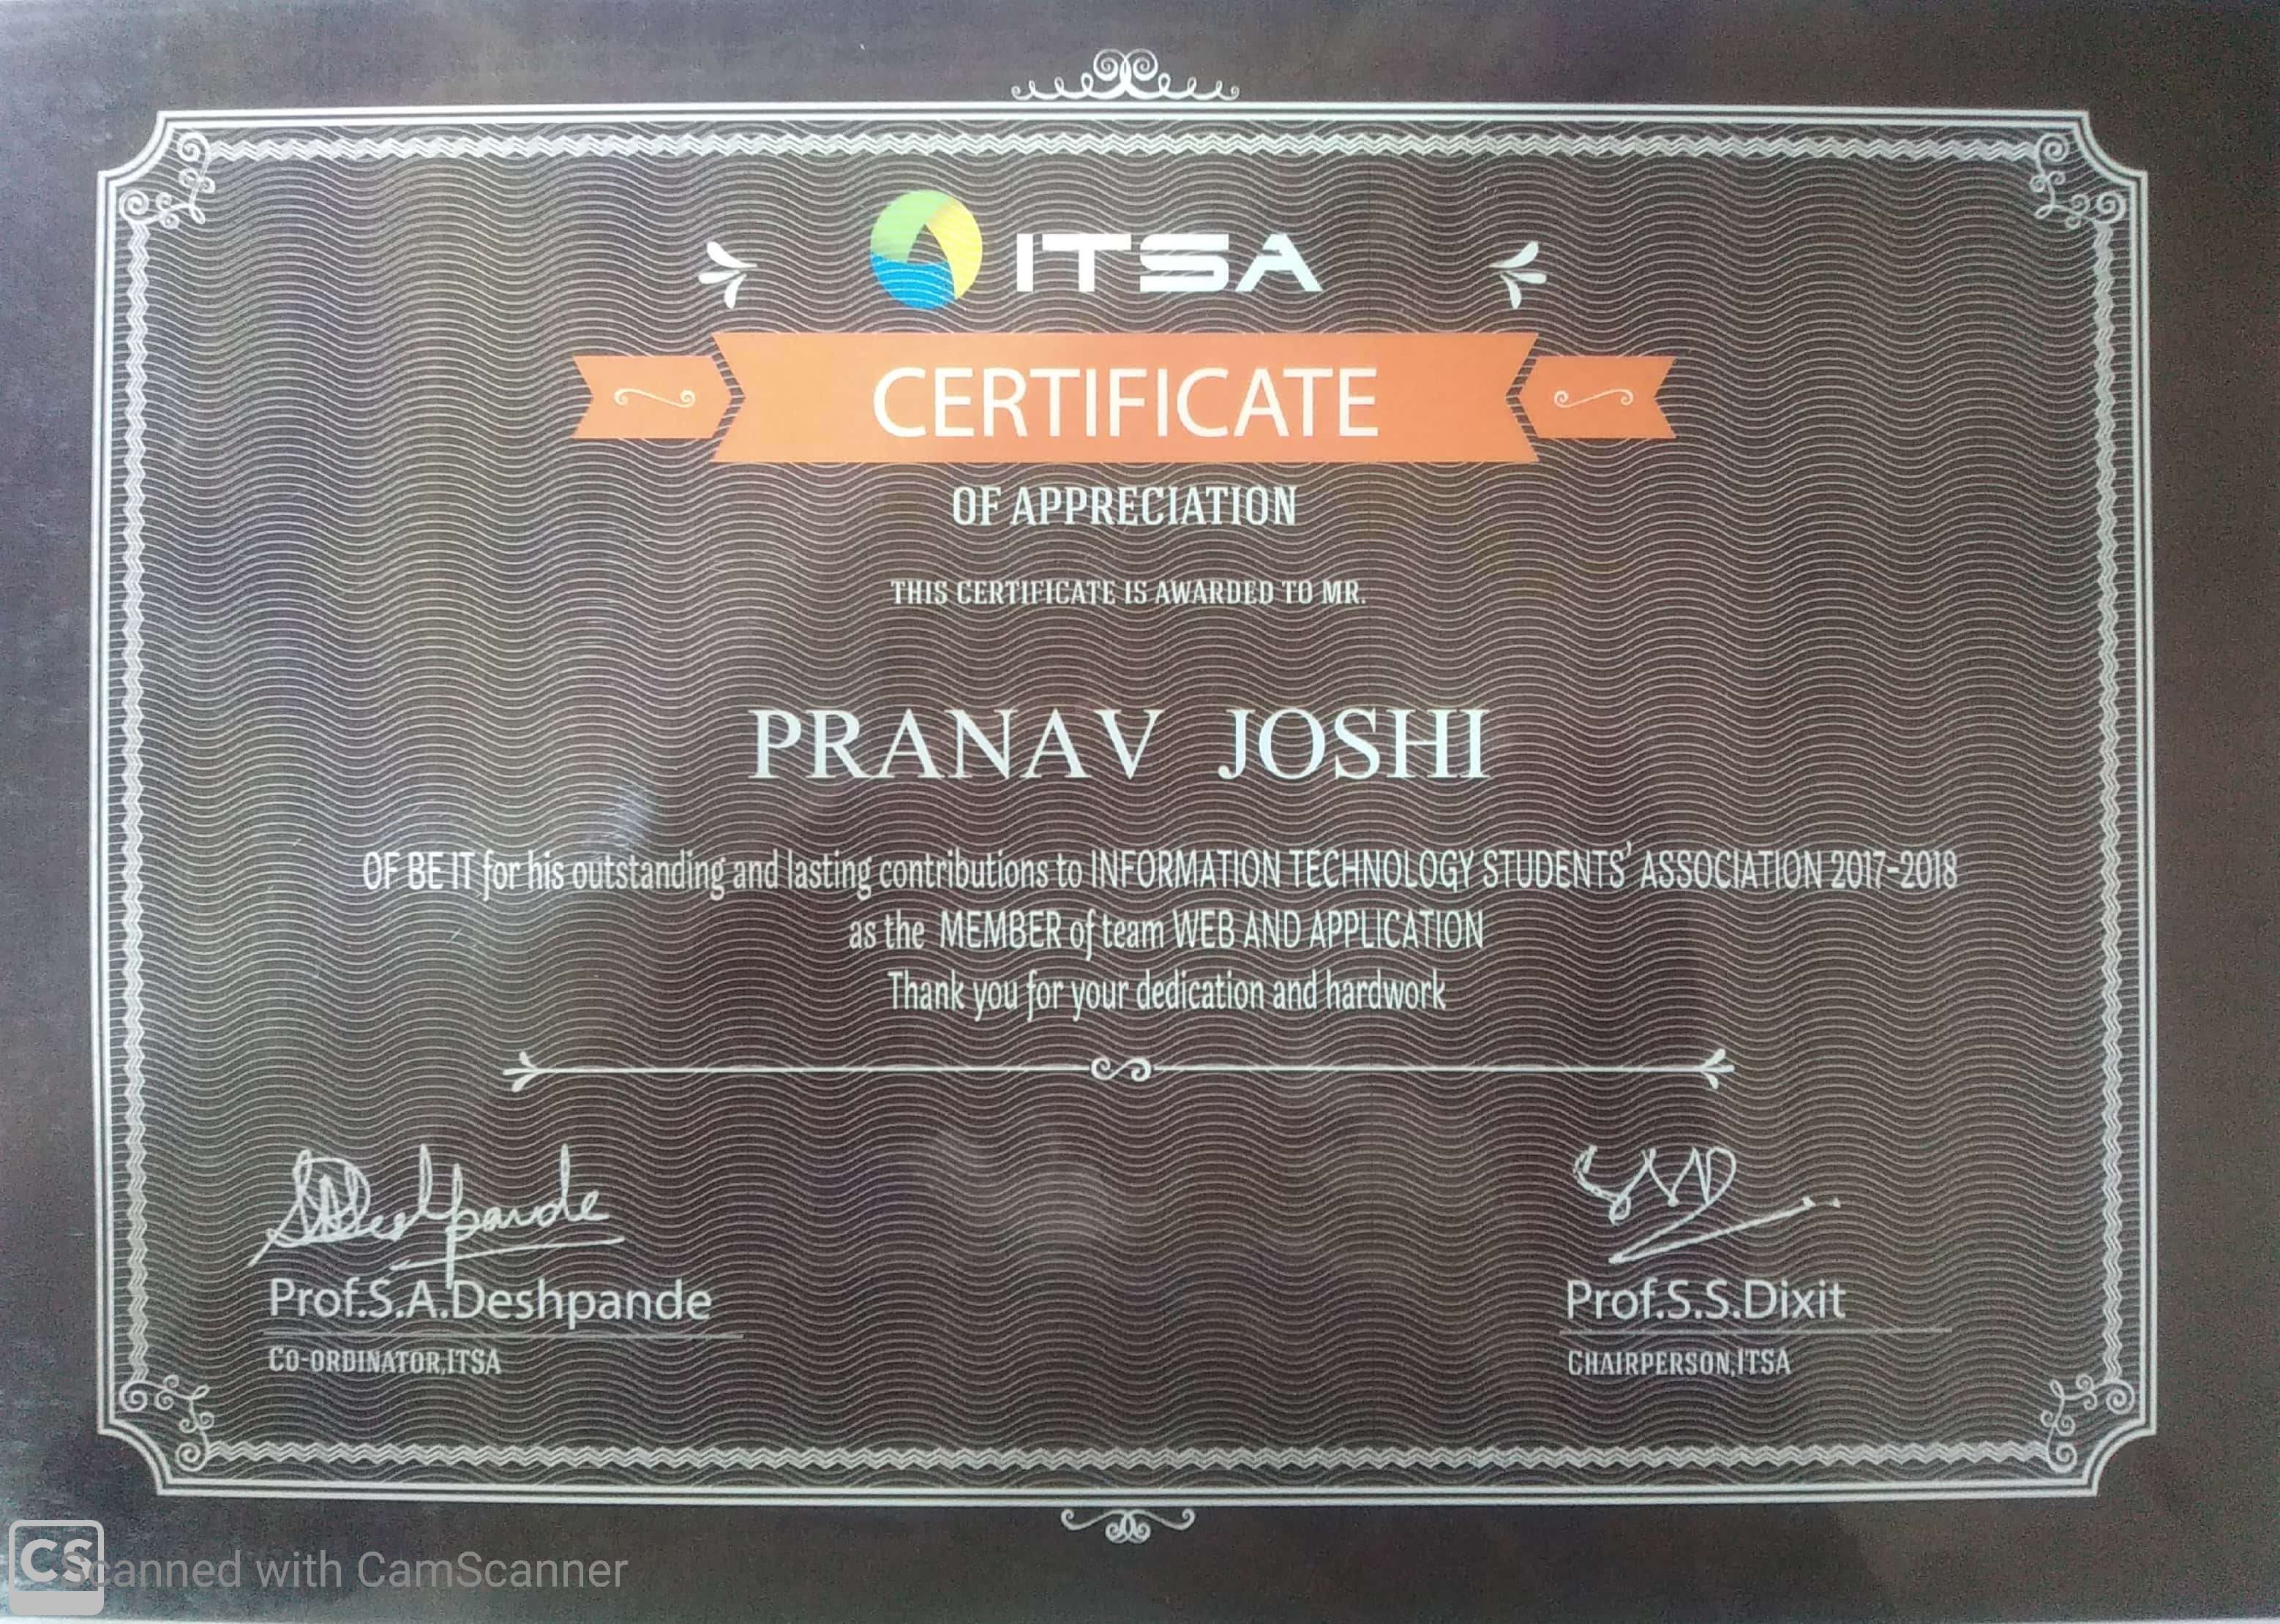 ITSA
CERTIFICATE
OF APPRECIATION
THIS CERTIFICATE IS AWARDED TO MR.
PRANAV JOSHI
OF BE IT for his outstanding and lasting contributions to INFORMATION TECHNOLOGY STUDENTS' ASSOCIATION 2017-2018
as the MEMBER of team WEB AND APPLICATION
Thank you for your dedication and hardwork
SADeshpande
SSD
Prof.S.A.Deshpande
Prof.S.S.Dixit
CO-ORDINATOR,ITSA
CHAIRPERSON,ITSA
CS Scanned with CamScanner